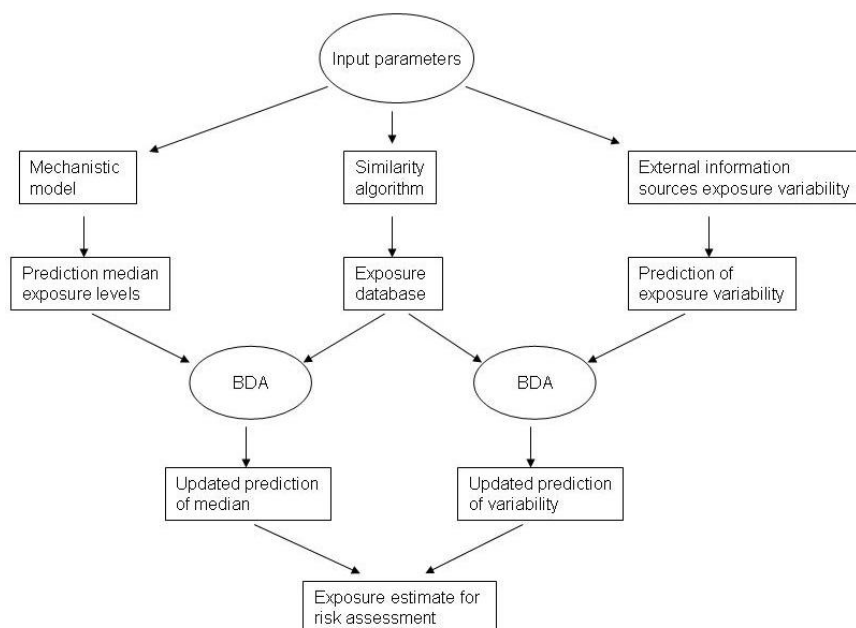 Input parameters
Mechanistic
model
Similarity
algorithm
External information
sources exposure variability
Prediction median
exposure levels
Exposure
database
Prediction of
exposure variability
BDA
BDA
Updated prediction
of median
Updated prediction
of variability
Exposure estimate for
risk assessment